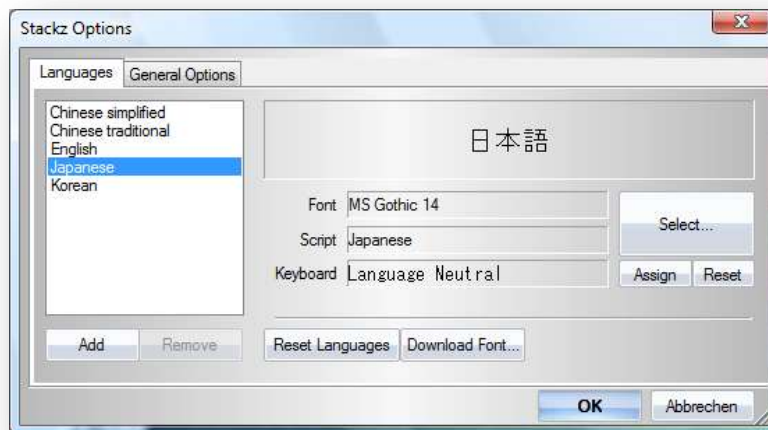 Stackz Options
Languages General Options
Chinese simplified
Chinese traditional
English
Japanese
Korean
日本語
Font MS Gothic 14
Script Japanese
Keyboard Language Neutral
Select...
Assign Reset
Add Remove Reset Languages Download Font...
OK Abbrechen